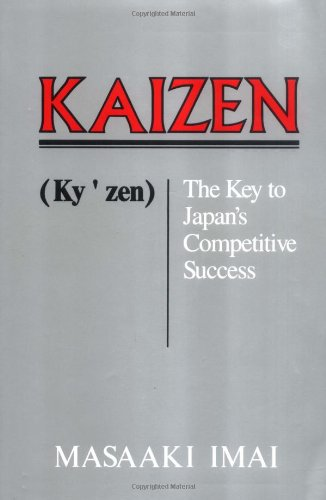 KAIZEN
(Ky ' zen)
The Key to
Japan's
Competitive
Success
MASAAKI IMAI